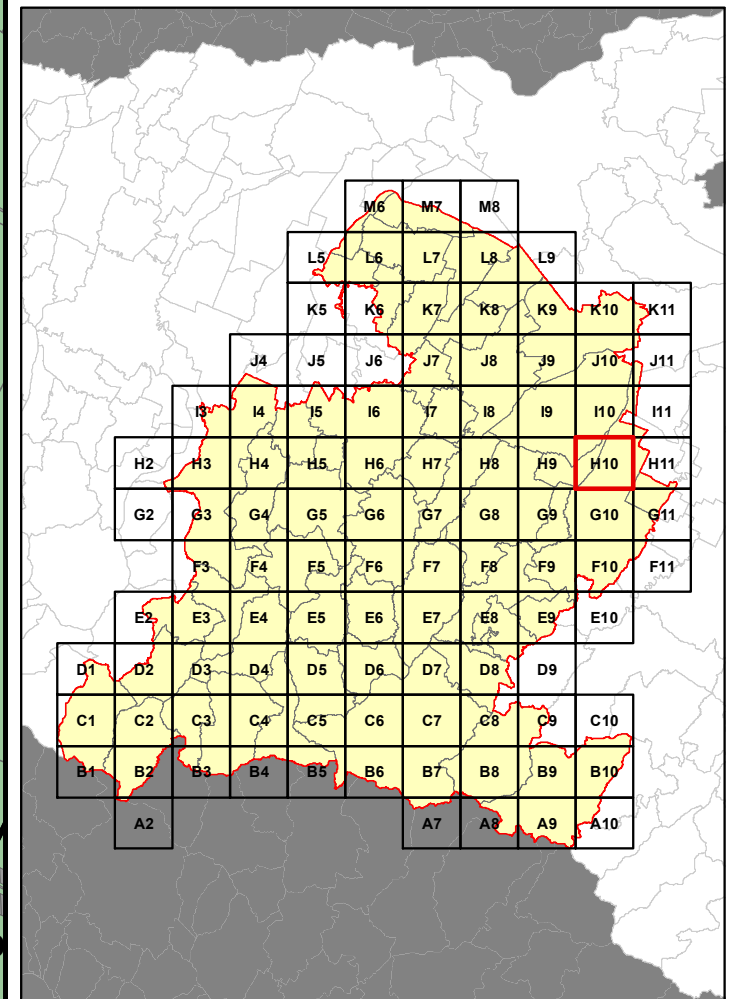 M6 M7 M8
L5 L6 L7 L8 L9
K5 K6 K7 K8 K9 K10 K11
J4 J5 J6 J7 J8 J9 J10 J11
I3 I4 I5 I6 I7 I8 I9 I10 I11
H2 H3 H4 H5 H6 H7 H8 H9 H10 H11
G2 G3 G4 G5 G6 G7 G8 G9 G10 G11
F3 F4 F5 F6 F7 F8 F9 F10 F11
E2 E3 E4 E5 E6 E7 E8 E9 E10
D1 D2 D3 D4 D5 D6 D7 D8 D9
C1 C2 C3 C4 C5 C6 C7 C8 C9 C10
B1 B2 B3 B4 B5 B6 B7 B8 B9 B10
A2 A7 A8 A9 A10